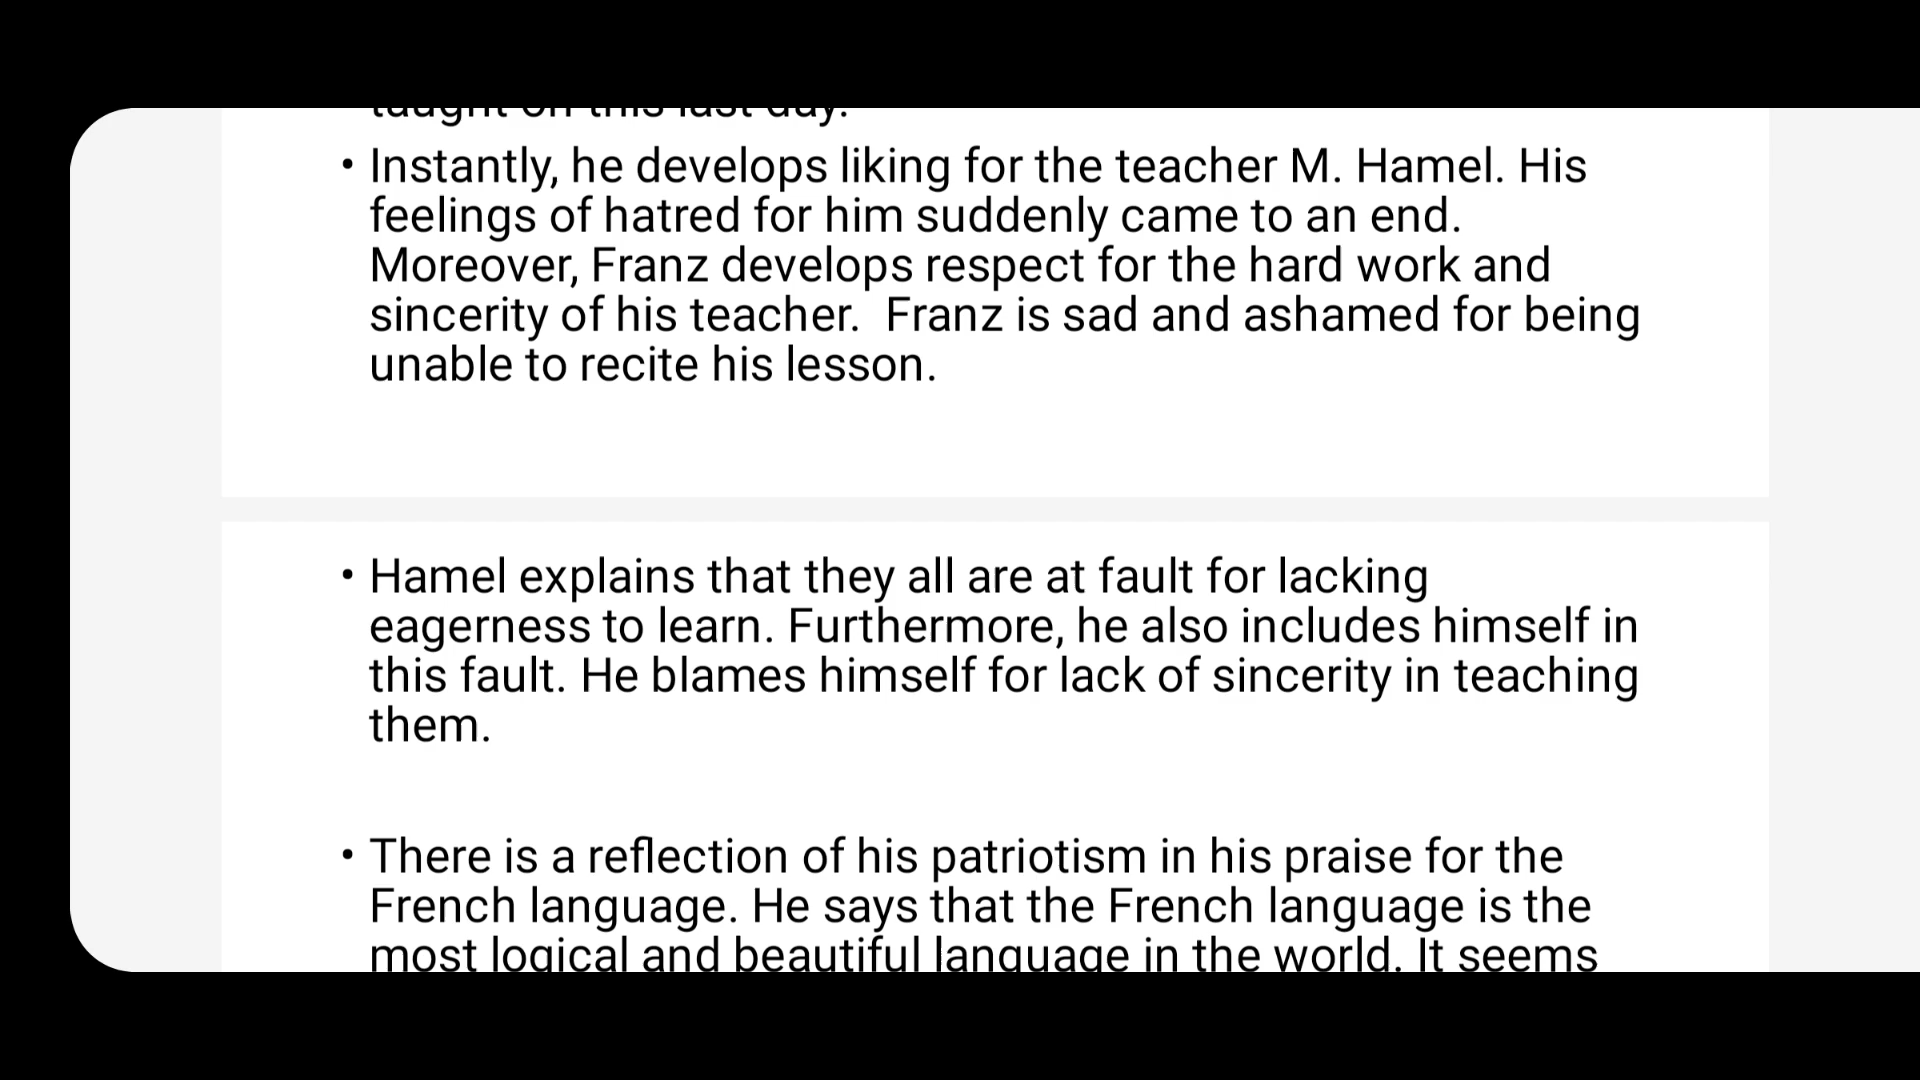 taught on this last day.
• Instantly, he develops liking for the teacher M. Hamel. His
feelings of hatred for him suddenly came to an end.
Moreover, Franz develops respect for the hard work and
sincerity of his teacher.  Franz is sad and ashamed for being
unable to recite his lesson.
• Hamel explains that they all are at fault for lacking
eagerness to learn. Furthermore, he also includes himself in
this fault. He blames himself for lack of sincerity in teaching
them.
• There is a reflection of his patriotism in his praise for the
French language. He says that the French language is the
most logical and beautiful language in the world. It seems